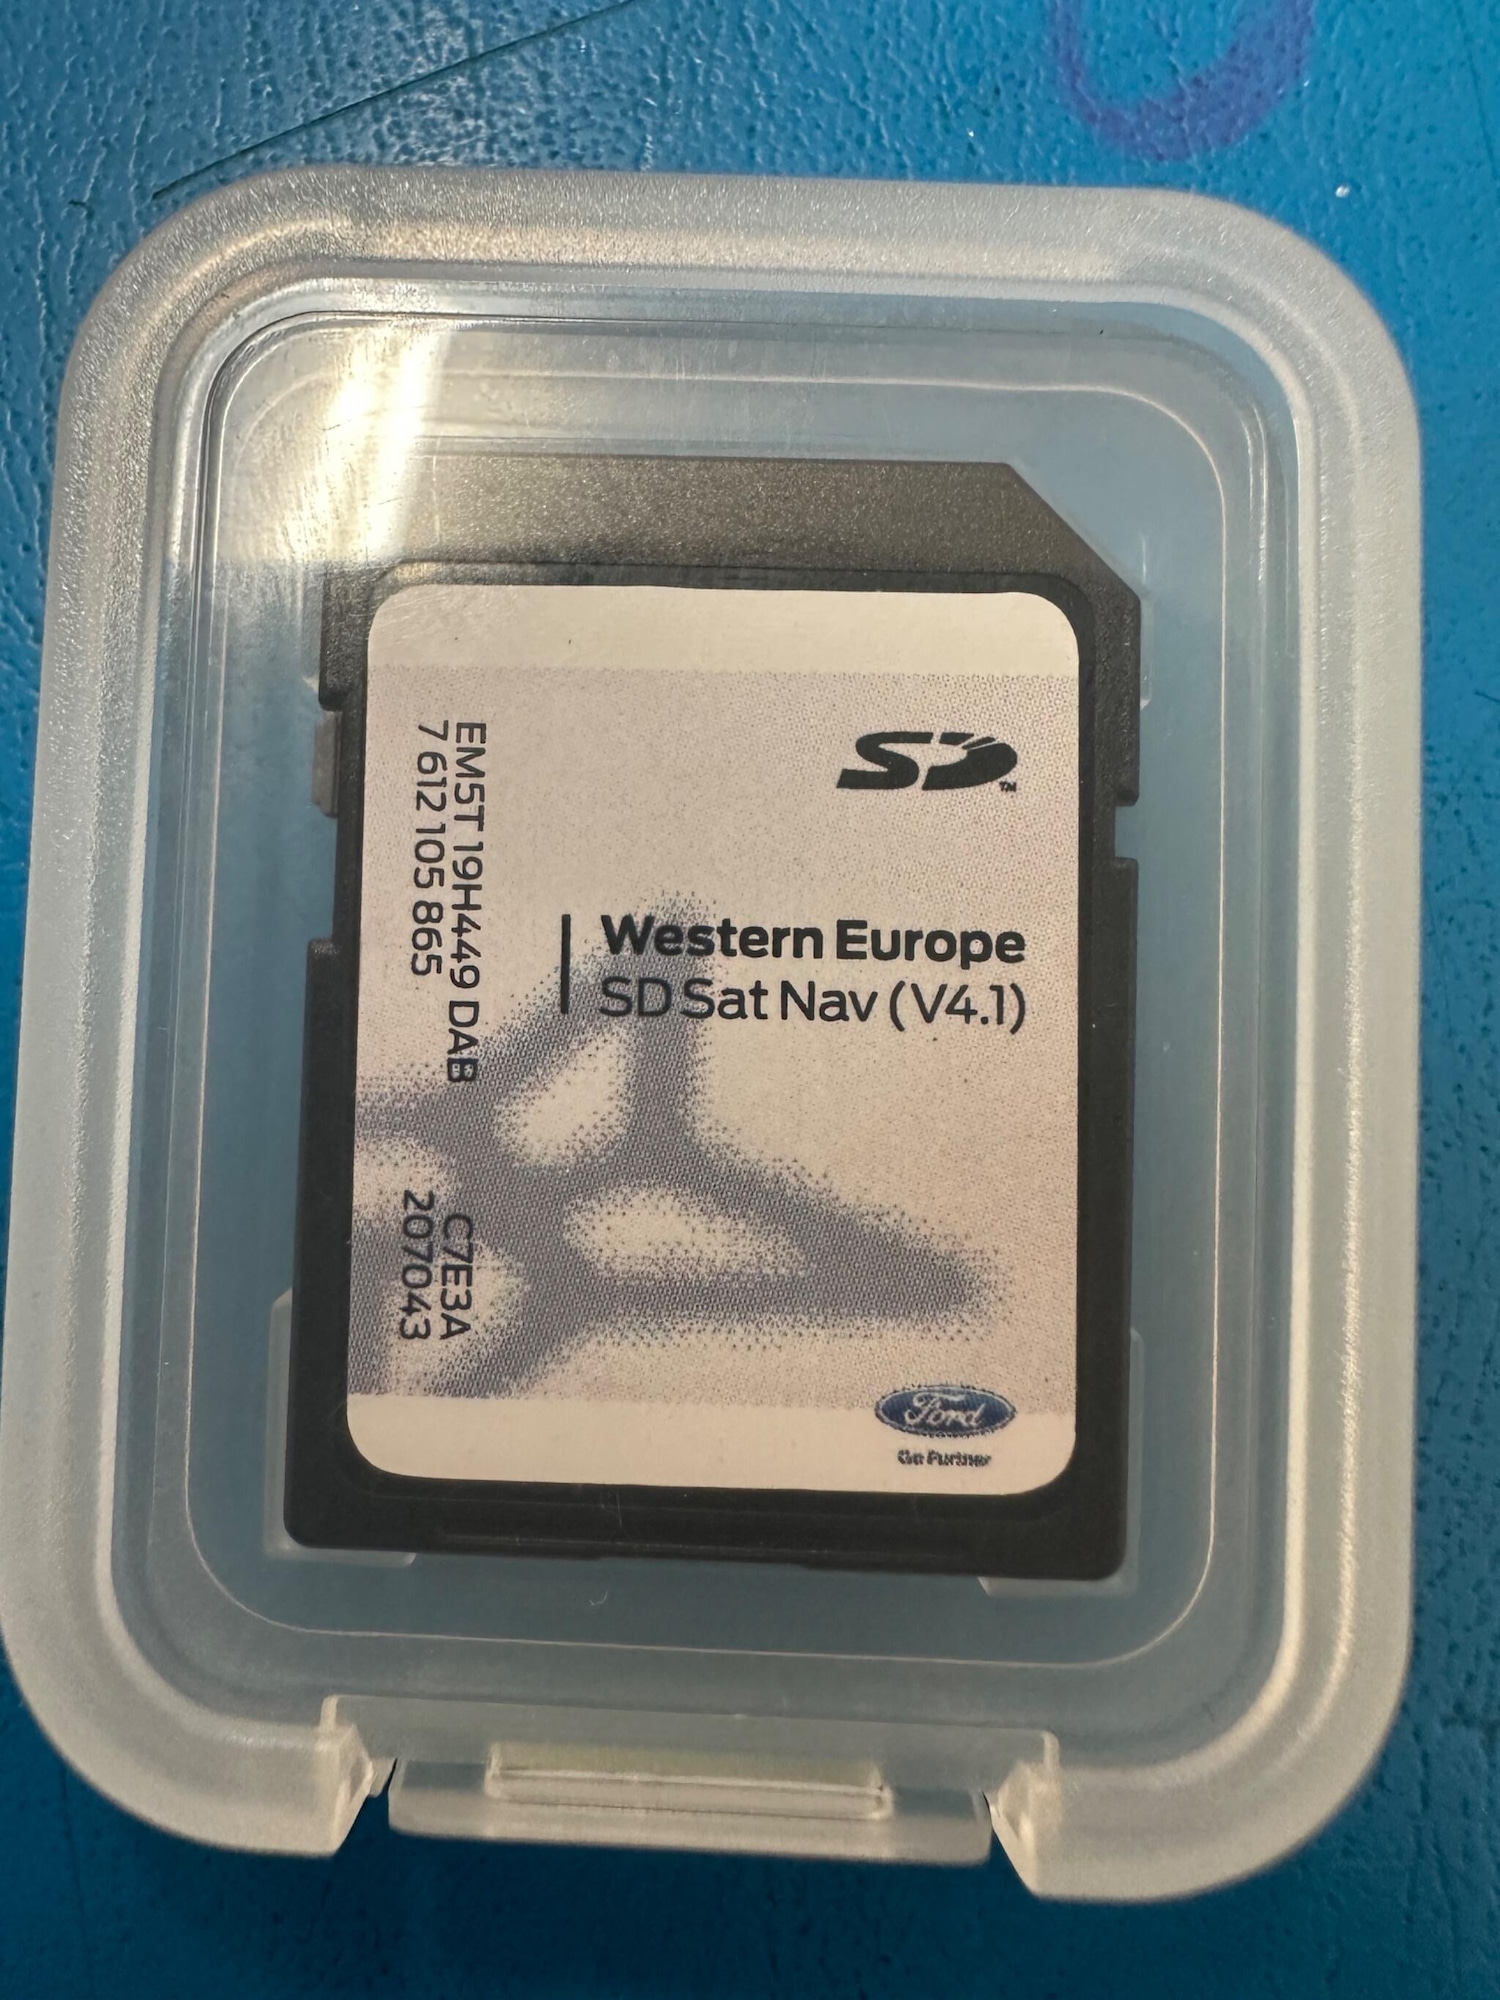 SD™
Western Europe
SD Sat Nav (V4.1)
EM5T 19H449 DAB
7 612 105 865
C7E3A
207043
Ford
Go Further